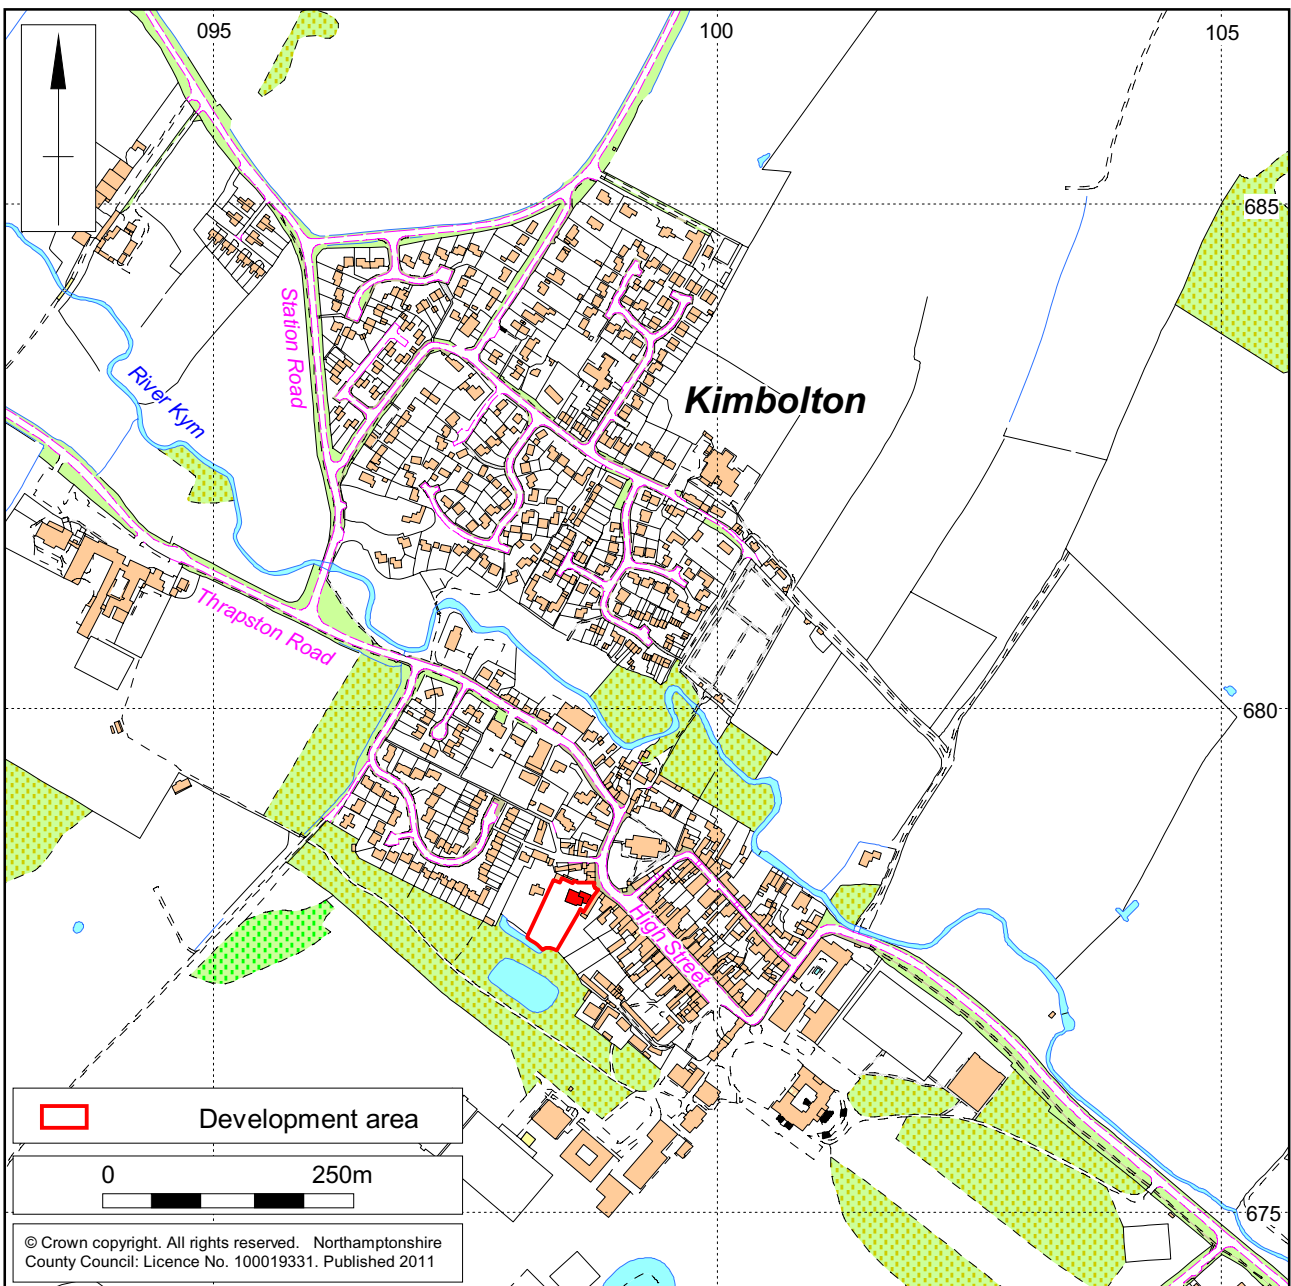 095
100
105
685
Station Road
River Kym
Kimbolton
Thrapston Road
680
High Street
Development area
0 250m
675
© Crown copyright. All rights reserved. Northamptonshire
County Council: Licence No. 100019331. Published 2011